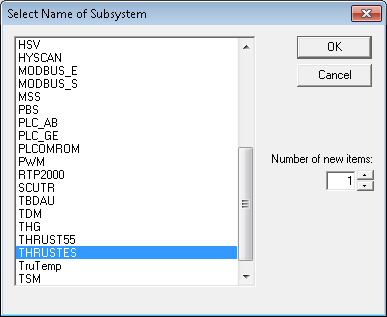 Select Name of Subsystem
HSV
HYSCAN
MODBUS_E
MODBUS_S
MSS
PBS
PLC_AB
PLC_GE
PLCOMROM
PWM
RTP2000
SCUTR
TBDAU
TDM
THG
THRUST55
THRUSTES
TruTemp
TSM
OK
Cancel
Number of new items:
1